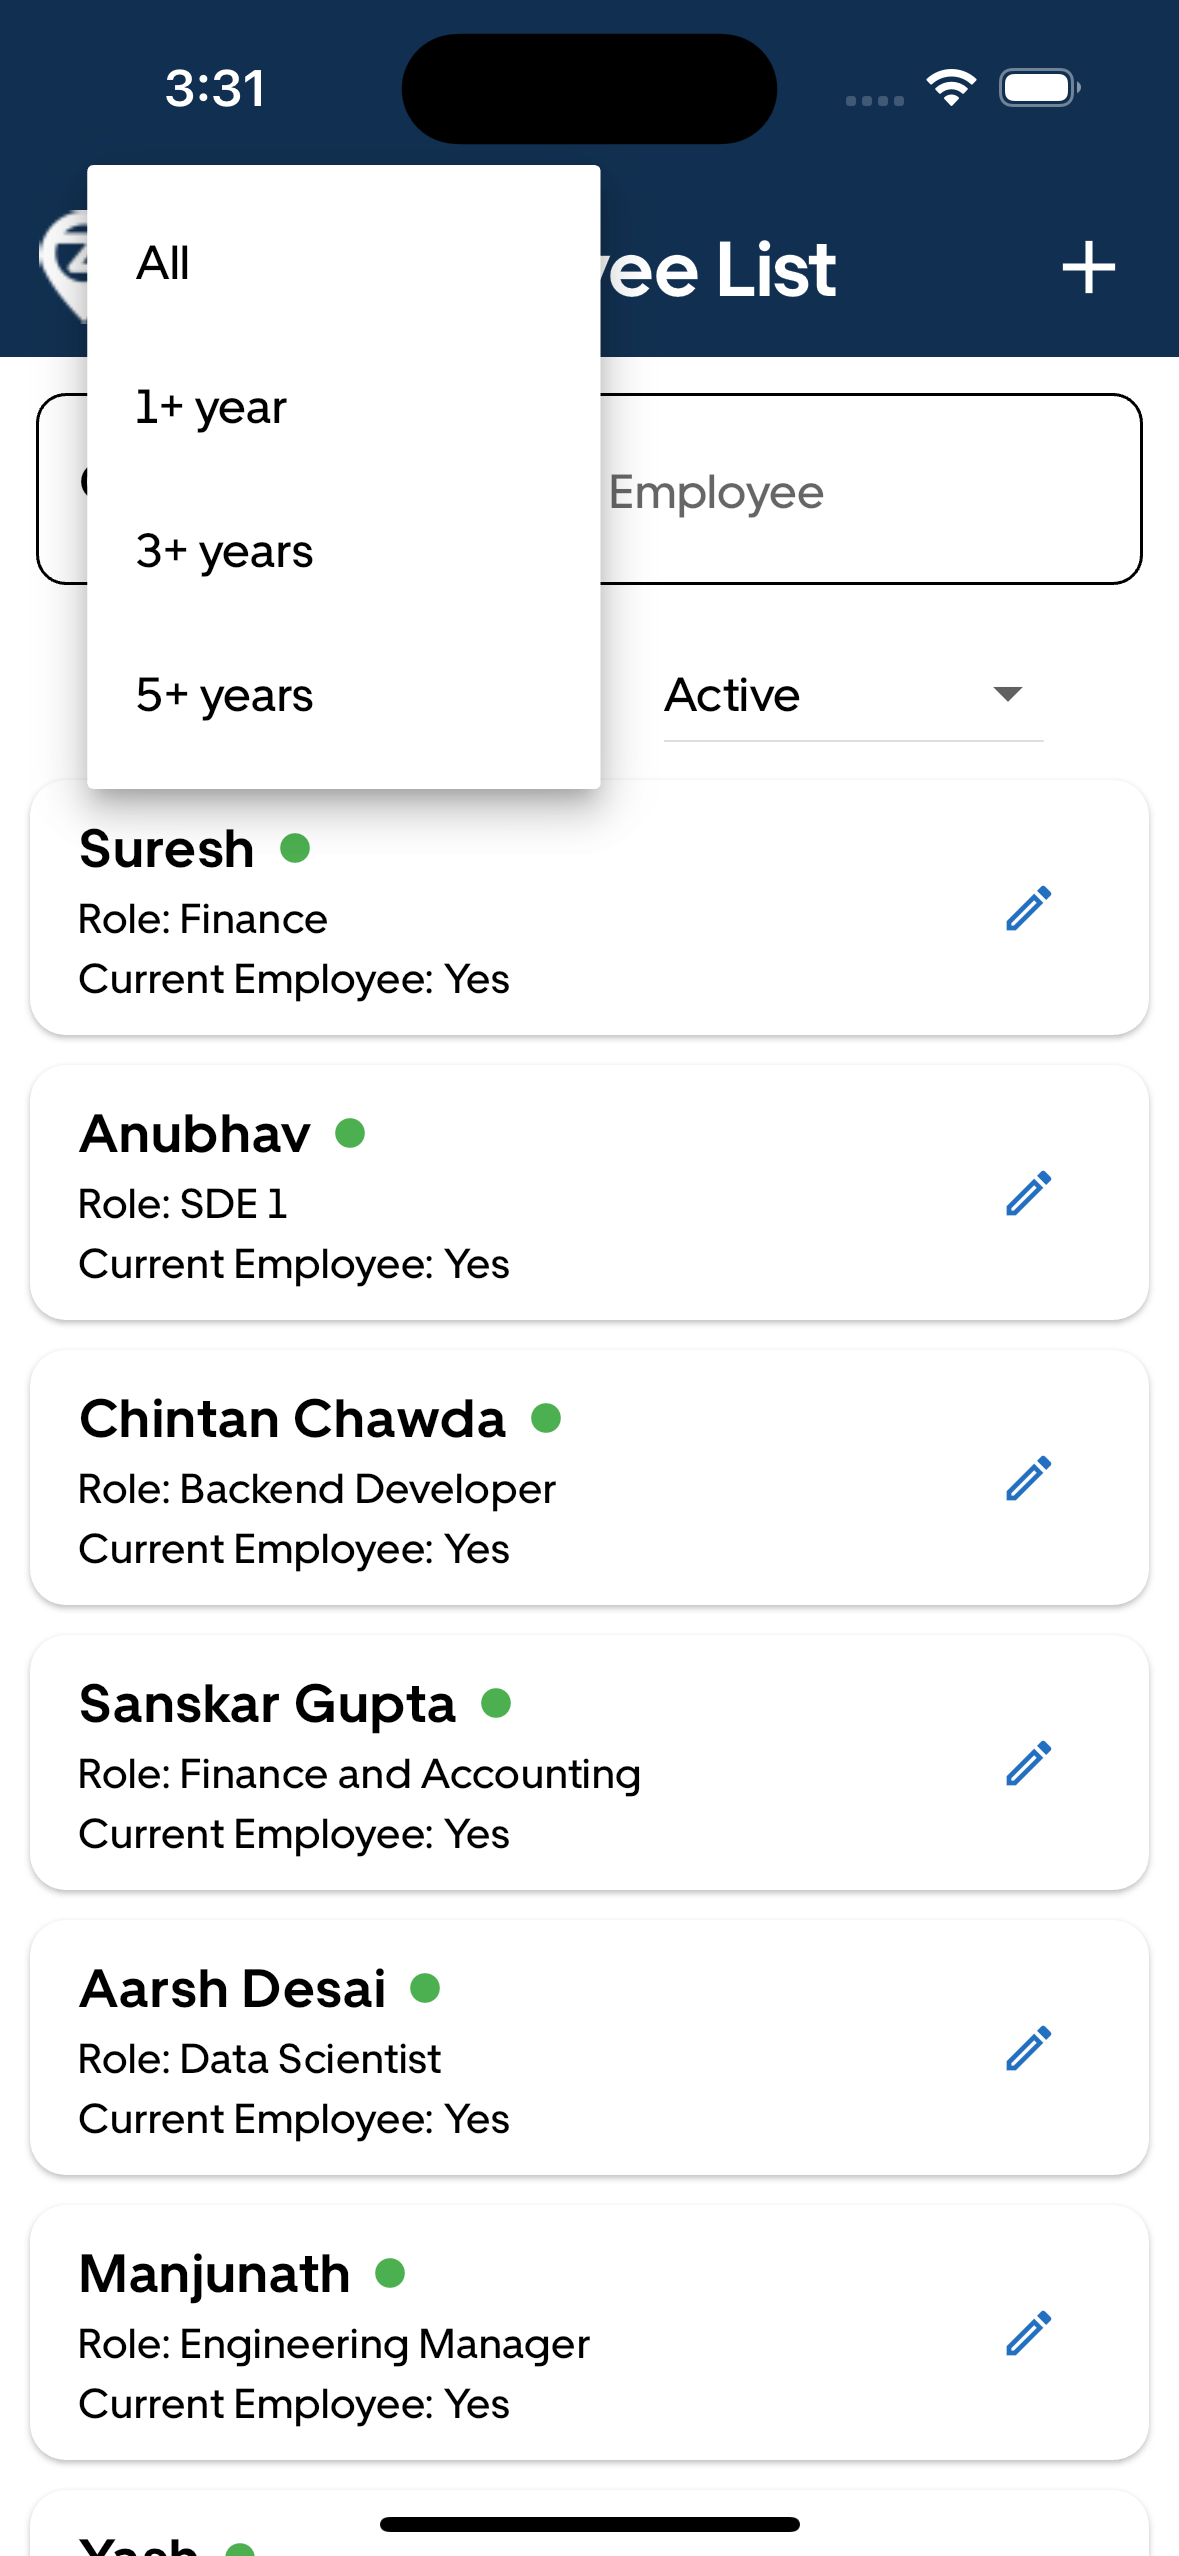 3:31
All
ee List
1+ year
Employee
3+ years
5+ years
Active
Suresh
Role: Finance
Current Employee: Yes
Anubhav
Role: SDE 1
Current Employee: Yes
Chintan Chawda
Role: Backend Developer
Current Employee: Yes
Sanskar Gupta
Role: Finance and Accounting
Current Employee: Yes
Aarsh Desai
Role: Data Scientist
Current Employee: Yes
Manjunath
Role: Engineering Manager
Current Employee: Yes